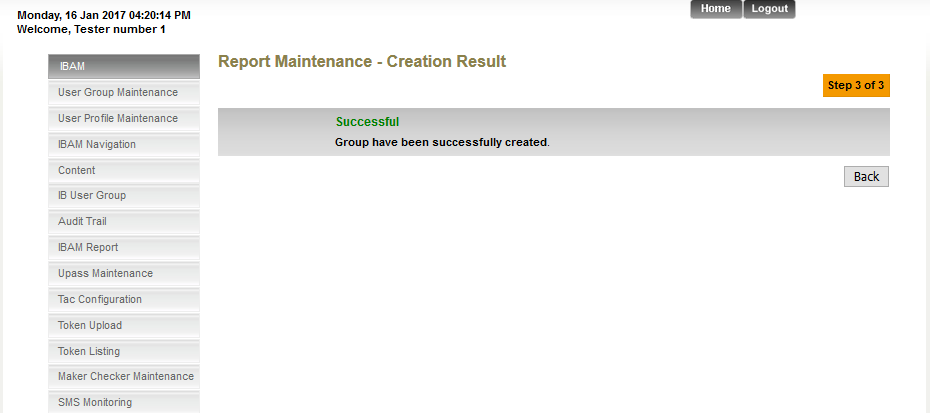 Home Logout
Monday, 16 Jan 2017 04:20:14 PM
Welcome, Tester number 1
IBAM
User Group Maintenance
User Profile Maintenance
IBAM Navigation
Content
IB User Group
Audit Trail
IBAM Report
Upass Maintenance
Tac Configuration
Token Upload
Token Listing
Maker Checker Maintenance
SMS Monitoring
Report Maintenance - Creation Result
Step 3 of 3
Successful
Group have been successfully created.
Back